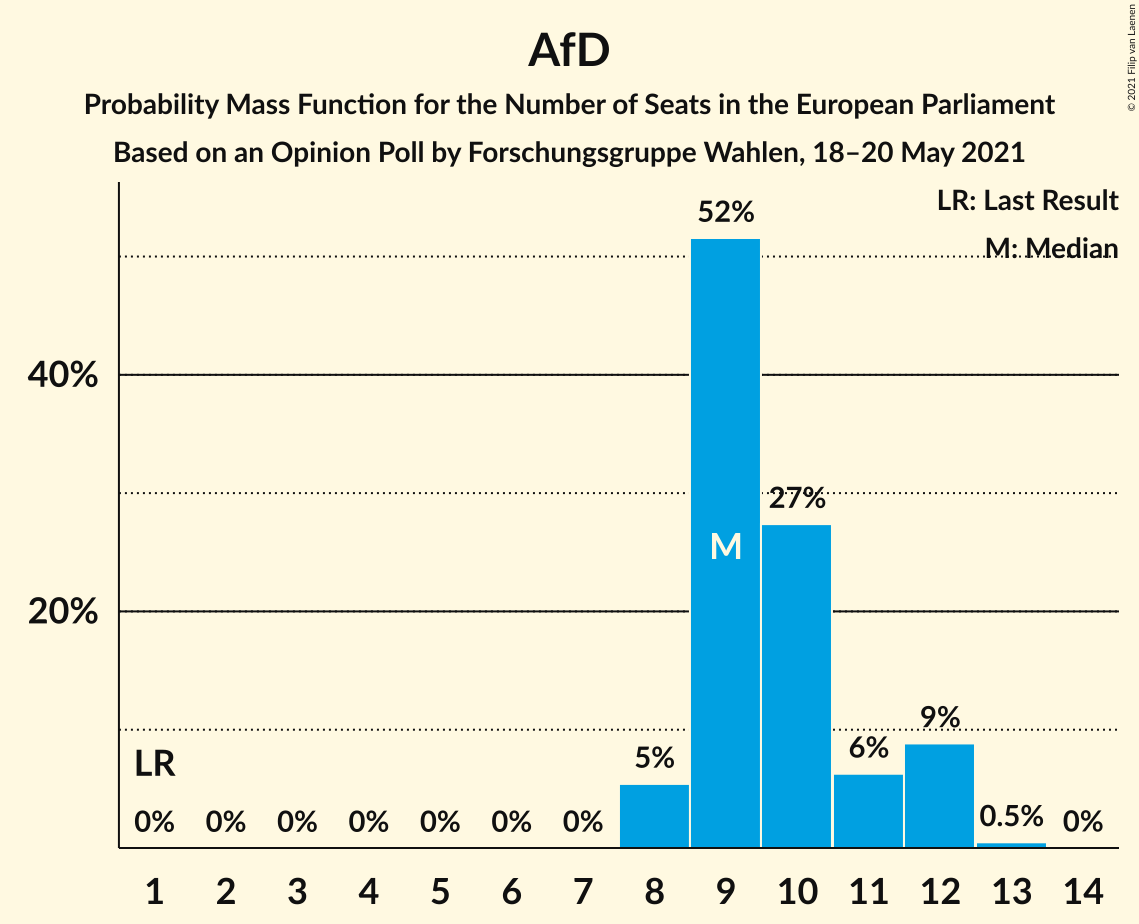 AfD
Probability Mass Function for the Number of Seats in the European Parliament
Based on an Opinion Poll by Forschungsgruppe Wahlen, 18–20 May 2021
© 2021 Filip van Laenen
LR: Last Result
M: Median
52%
40%
27%
M
20%
9%
6%
5%
LR
0% 0% 0% 0% 0% 0% 0% 0.5% 0%
1 2 3 4 5 6 7 8 9 10 11 12 13 14